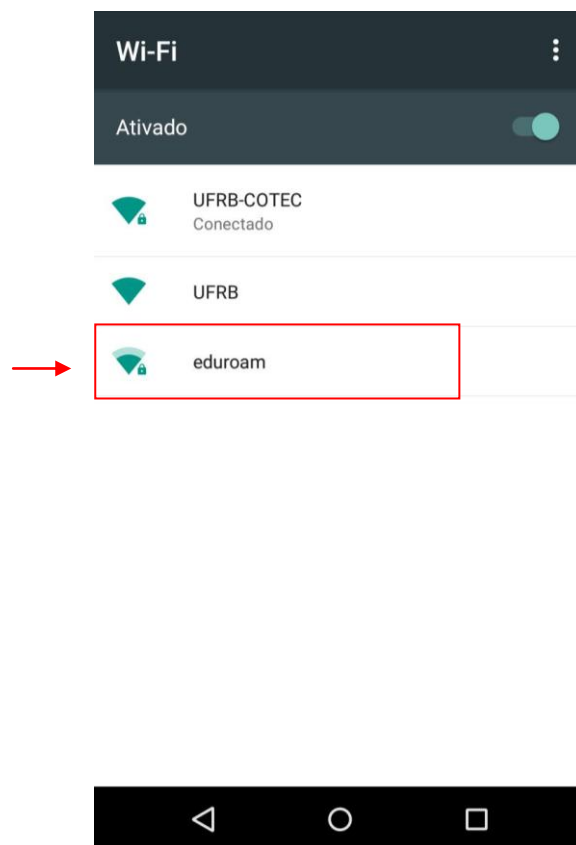 Wi-Fi
Ativado
UFRB-COTEC
Conectado
UFRB
eduroam